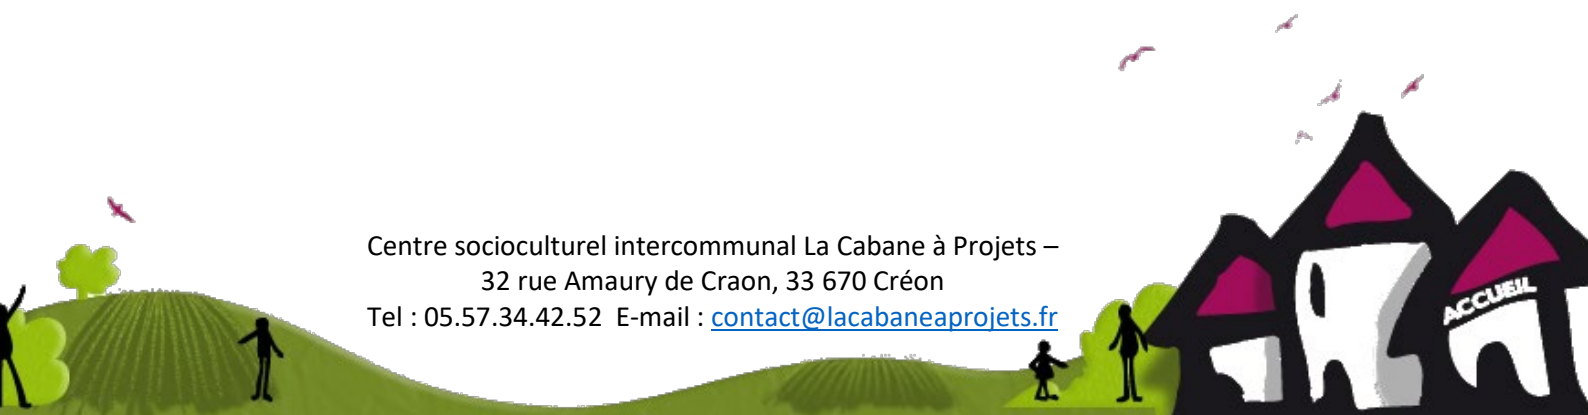 Centre socioculturel intercommunal La Cabane à Projets –
32 rue Amaury de Craon, 33 670 Créon
Tel : 05.57.34.42.52 E-mail : contact@lacabaneaprojets.fr
ACCUEIL